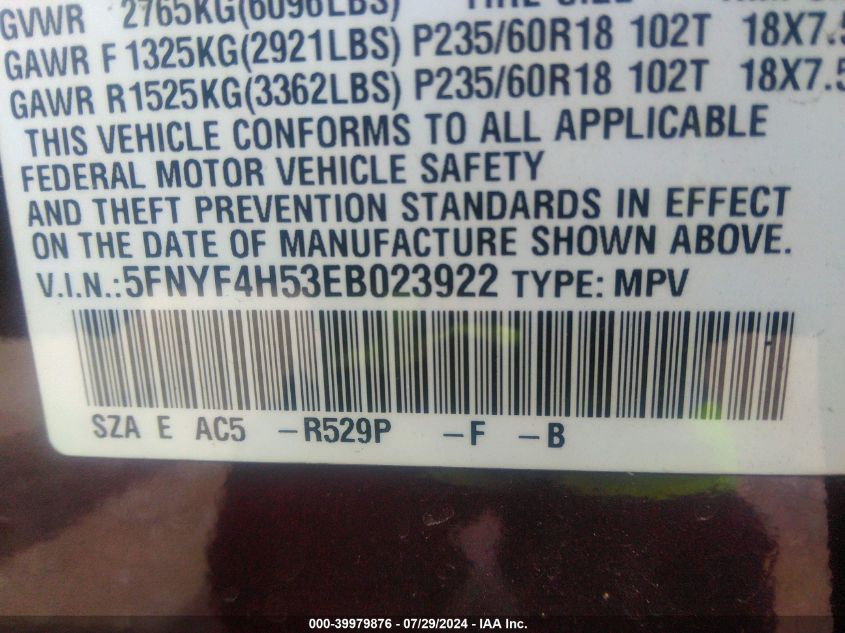 GVWR 2765KG(6096LBS)
GAWR F 1325KG(2921LBS) P235/60R18 102T 18X7.5
GAWR R1525KG(3362LBS) P235/60R18 102T 18X7.5
THIS VEHICLE CONFORMS TO ALL APPLICABLE
FEDERAL MOTOR VEHICLE SAFETY
AND THEFT PREVENTION STANDARDS IN EFFECT
ON THE DATE OF MANUFACTURE SHOWN ABOVE.
V.I.N.:5FNYF4H53EB023922 TYPE: MPV
SZA E AC5 –R529P –F –B
000-39979876 - 07/29/2024 - IAA Inc.